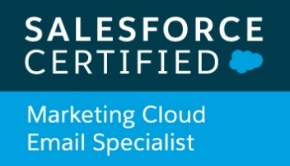 SALESFORCE
CERTIFIED
Marketing Cloud
Email Specialist